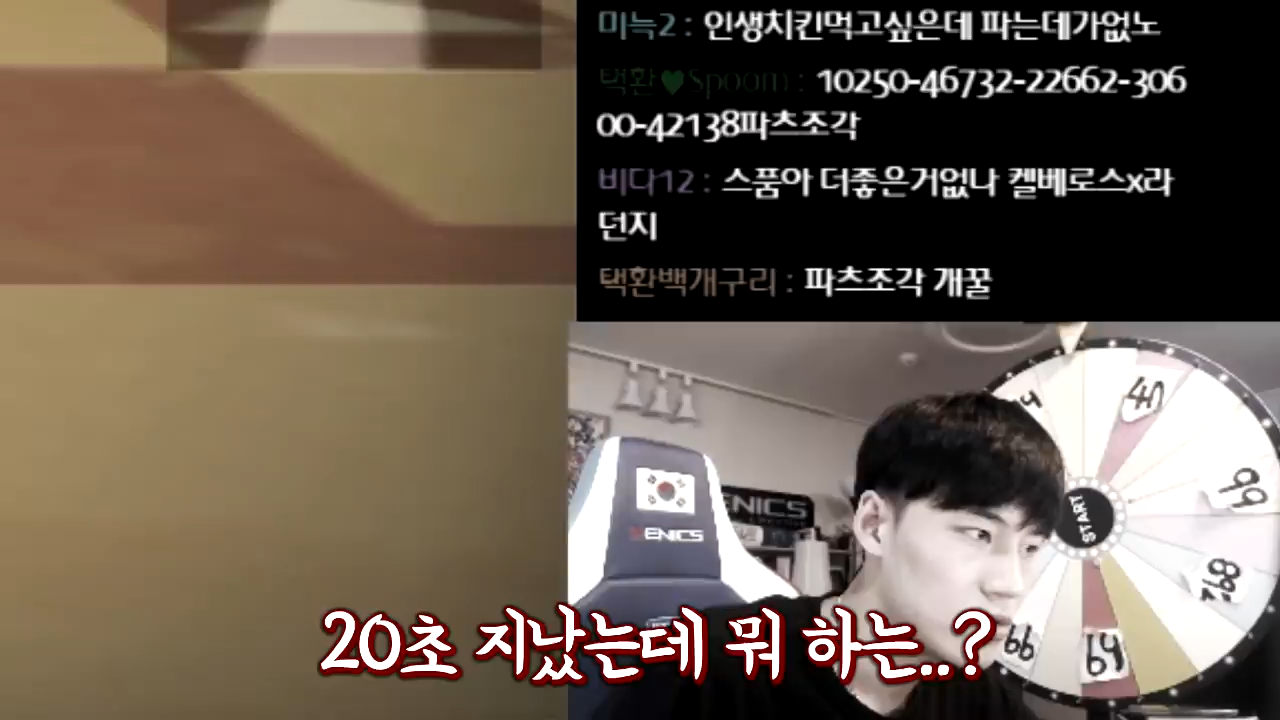 미늑2 : 인생치킨먹고싶은데 파는데가없노
택환♥Spoom : 10250-46732-22662-306
00-42138파츠조각
비다12 : 스품아 더좋은거없나 켈베로스x라
던지
택환백개구리 : 파츠조각 개꿀
45
99
ENICS
START
XENICS
768
66
64
20초 지났는데 뭐 하는..?